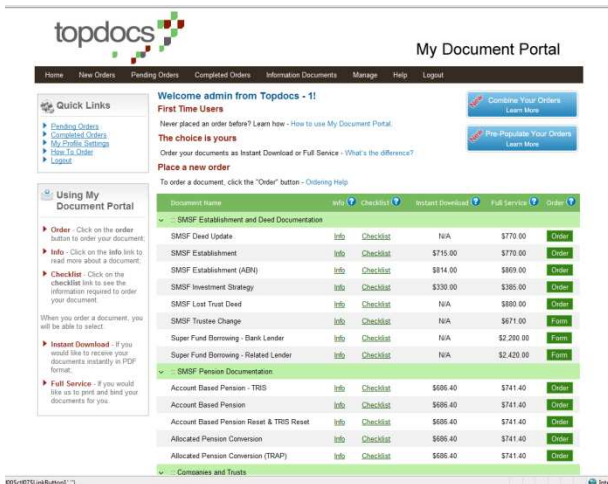 topdocs
My Document Portal
Home New Orders Pending Orders Completed Orders Information Documents Manage Help Logout
Quick Links
Pending Orders
Completed Orders
My Profile Settings
How To Order
Logout
Using My
Document Portal
Order - Click on the order
button to order your document.
Info - Click on the info link to
read more about a document.
Checklist - Click on the
checklist link to see the
information required to order
your document.
When you order a document, you
will be able to select:
Instant Download - If you
would like to receive your
documents instantly in PDF
format.
Full Service - If you would
like us to print and bind your
documents for you.
Welcome admin from Topdocs - 1!
First Time Users
Never placed an order before? Learn how - How to use My Document Portal.
The choice is yours
Order your documents as Instant Download or Full Service - What's the difference?
Place a new order
To order a document, click the "Order" button - Ordering Help
Combine Your Orders
Learn More
Pre-Populate Your Orders
Learn More
Document Name Info ? Checklist ? Instant Download ? Full Service ? Order ?
:: SMSF Establishment and Deed Documentation
SMSF Deed Update Info Checklist N/A $770.00 Order
SMSF Establishment Info Checklist $715.00 $770.00 Order
SMSF Establishment (ABN) Info Checklist $814.00 $869.00 Order
SMSF Investment Strategy Info Checklist $330.00 $385.00 Order
SMSF Lost Trust Deed Info Checklist N/A $880.00 Order
SMSF Trustee Change Info Checklist N/A $671.00 Form
Super Fund Borrowing - Bank Lender Info Checklist N/A $2,200.00 Form
Super Fund Borrowing - Related Lender Info Checklist N/A $2,420.00 Form
:: SMSF Pension Documentation
Account Based Pension - TRIS Info Checklist $686.40 $741.40 Order
Account Based Pension Info Checklist $686.40 $741.40 Order
Account Based Pension Reset & TRIS Reset Info Checklist $686.40 $741.40 Order
Allocated Pension Conversion Info Checklist $686.40 $741.40 Order
Allocated Pension Conversion (TRAP) Info Checklist $686.40 $741.40 Order
:: Companies and Trusts